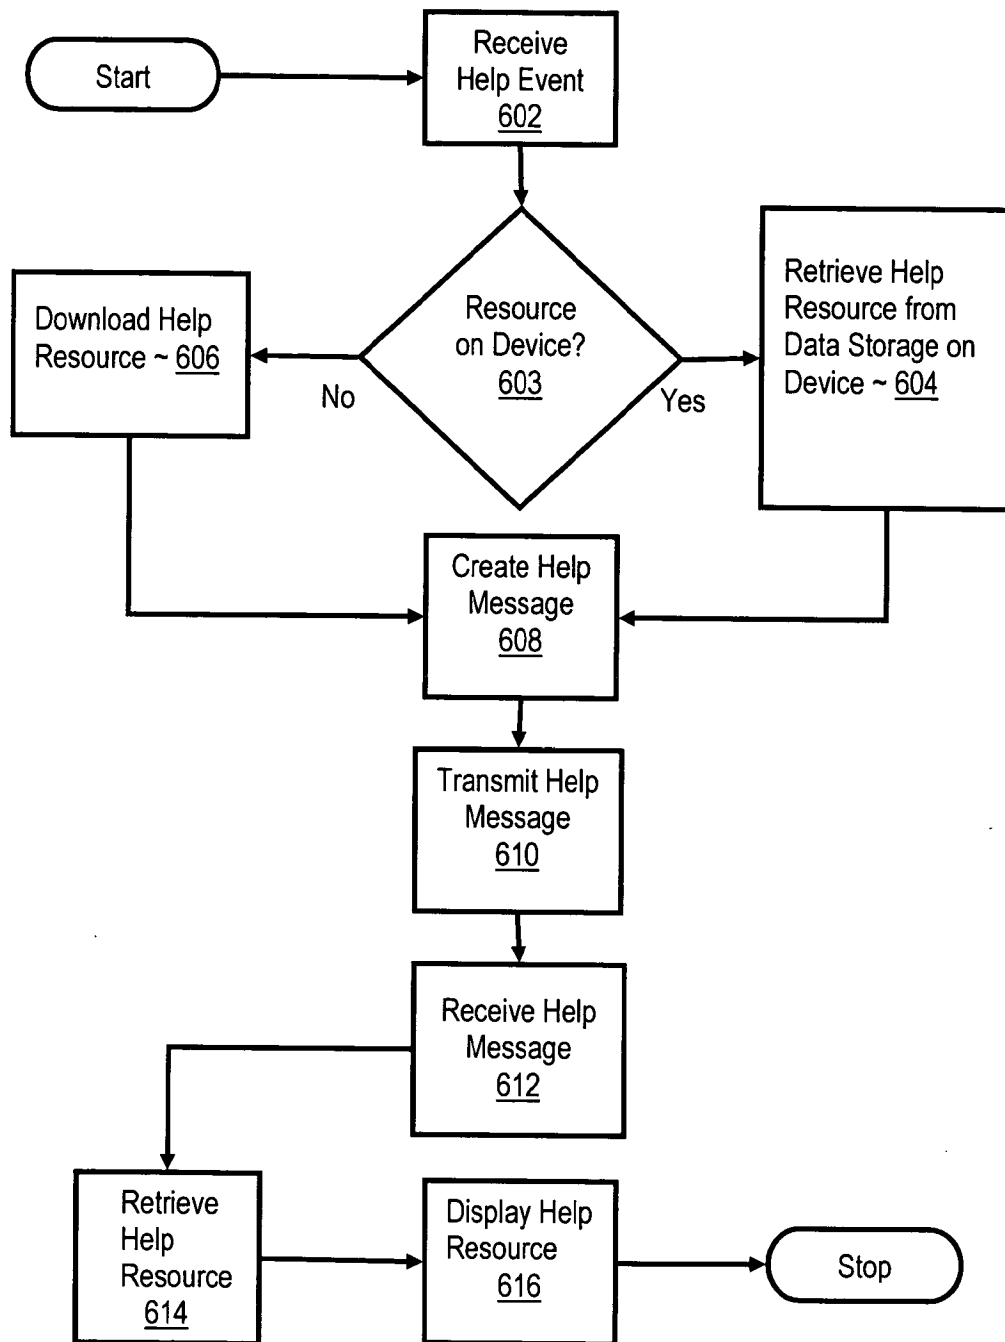 Start
Receive
Help Event
602
Resource
on Device?
603
No
Yes
Download Help
Resource ~ 606
Retrieve Help
Resource from
Data Storage on
Device ~ 604
Create Help
Message
608
Transmit Help
Message
610
Receive Help
Message
612
Retrieve
Help
Resource
614
Display Help
Resource
616
Stop